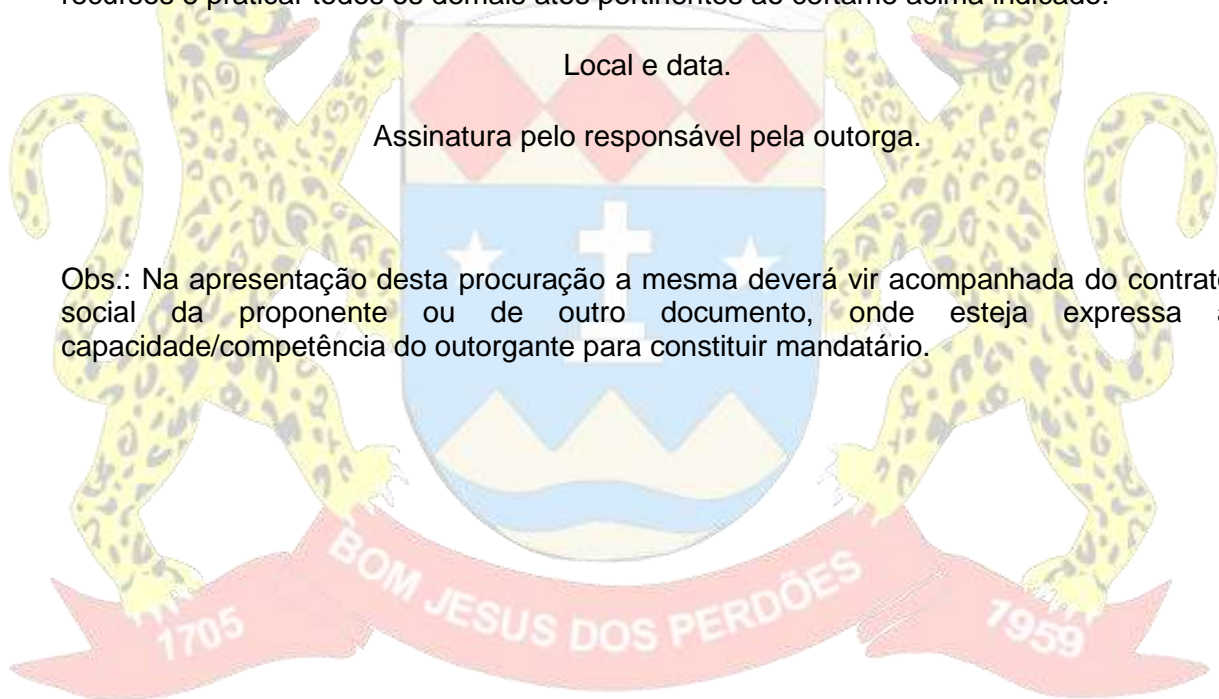 recursos e praticar todos os demais atos pertinentes ao certame acima indicado.
Local e data.
Assinatura pelo responsável pela outorga.
Obs.: Na apresentação desta procuração a mesma deverá vir acompanhada do contrato
social da proponente ou de outro documento, onde esteja expressa a
capacidade/competência do outorgante para constituir mandatário.
1705 BOM JESUS DOS PERDÕES 1959